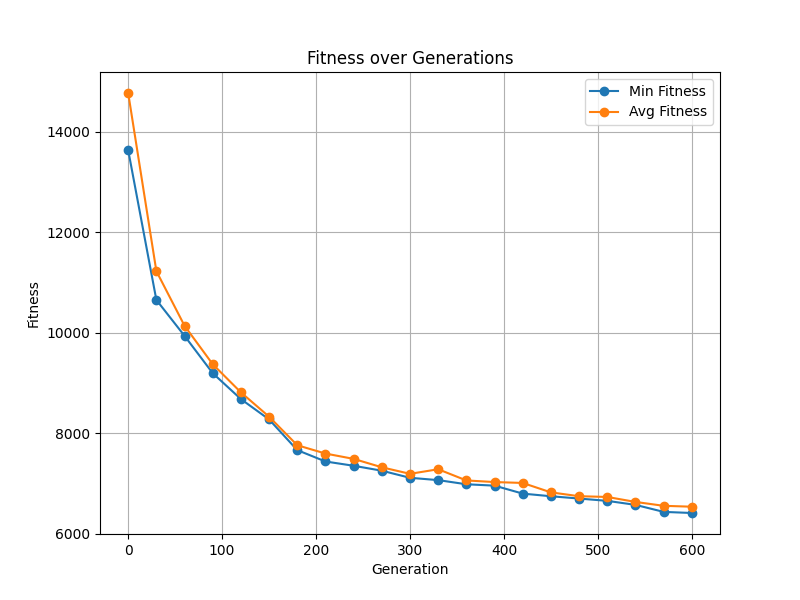 Fitness over Generations
Min Fitness
Avg Fitness
14000
12000
10000
8000
6000
Fitness
0 100 200 300 400 500 600
Generation